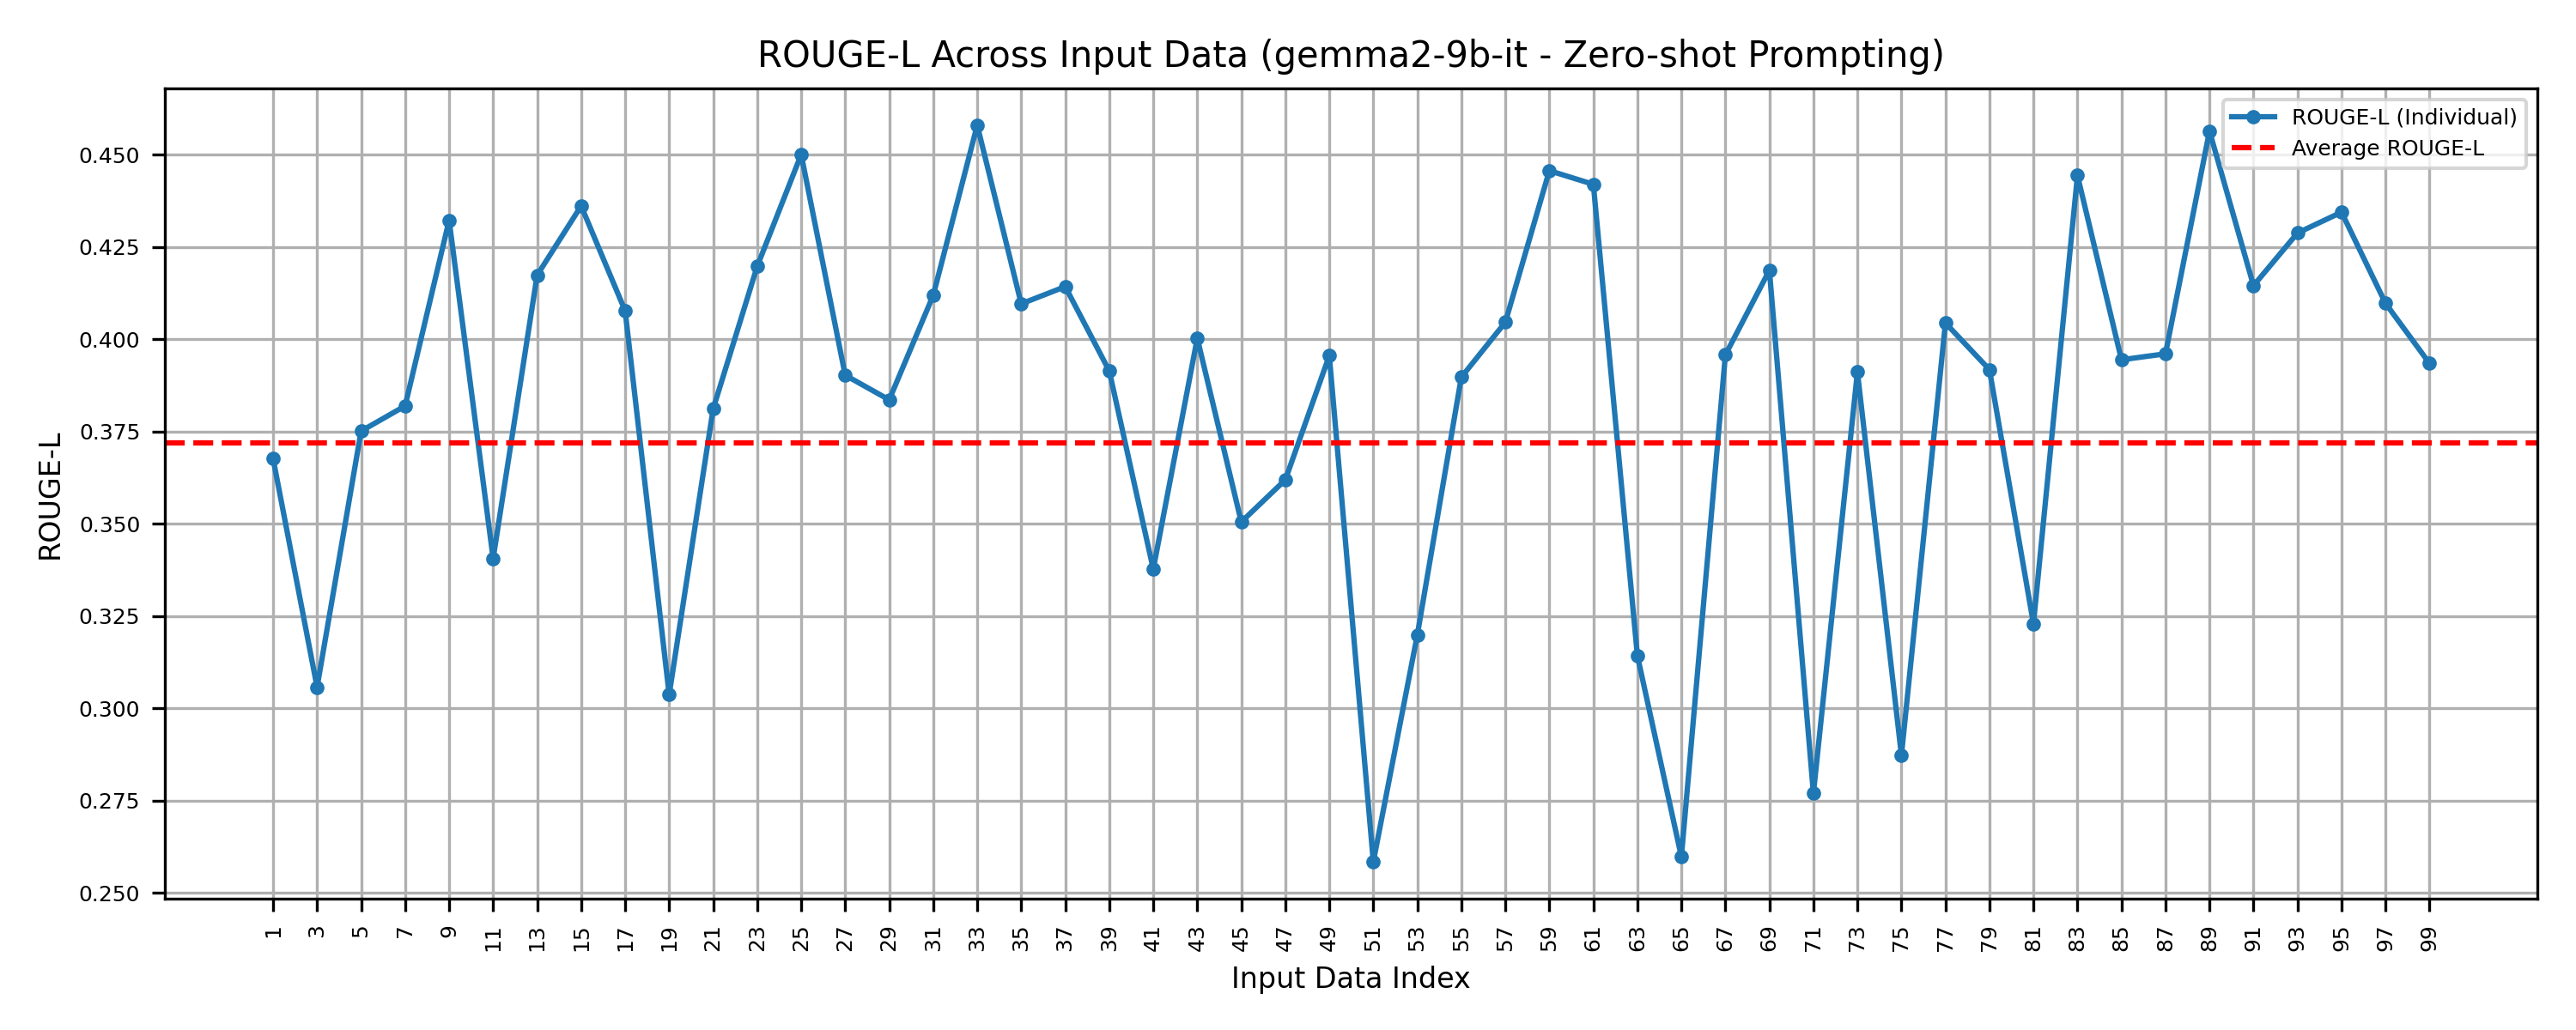 ROUGE-L Across Input Data (gemma2-9b-it - Zero-shot Prompting)
ROUGE-L (Individual)
Average ROUGE-L
ROUGE-L
0.450
0.425
0.400
0.375
0.350
0.325
0.300
0.275
0.250
1 3 5 7 9 11 13 15 17 19 21 23 25 27 29 31 33 35 37 39 41 43 45 47 49 51 53 55 57 59 61 63 65 67 69 71 73 75 77 79 81 83 85 87 89 91 93 95 97 99
Input Data Index